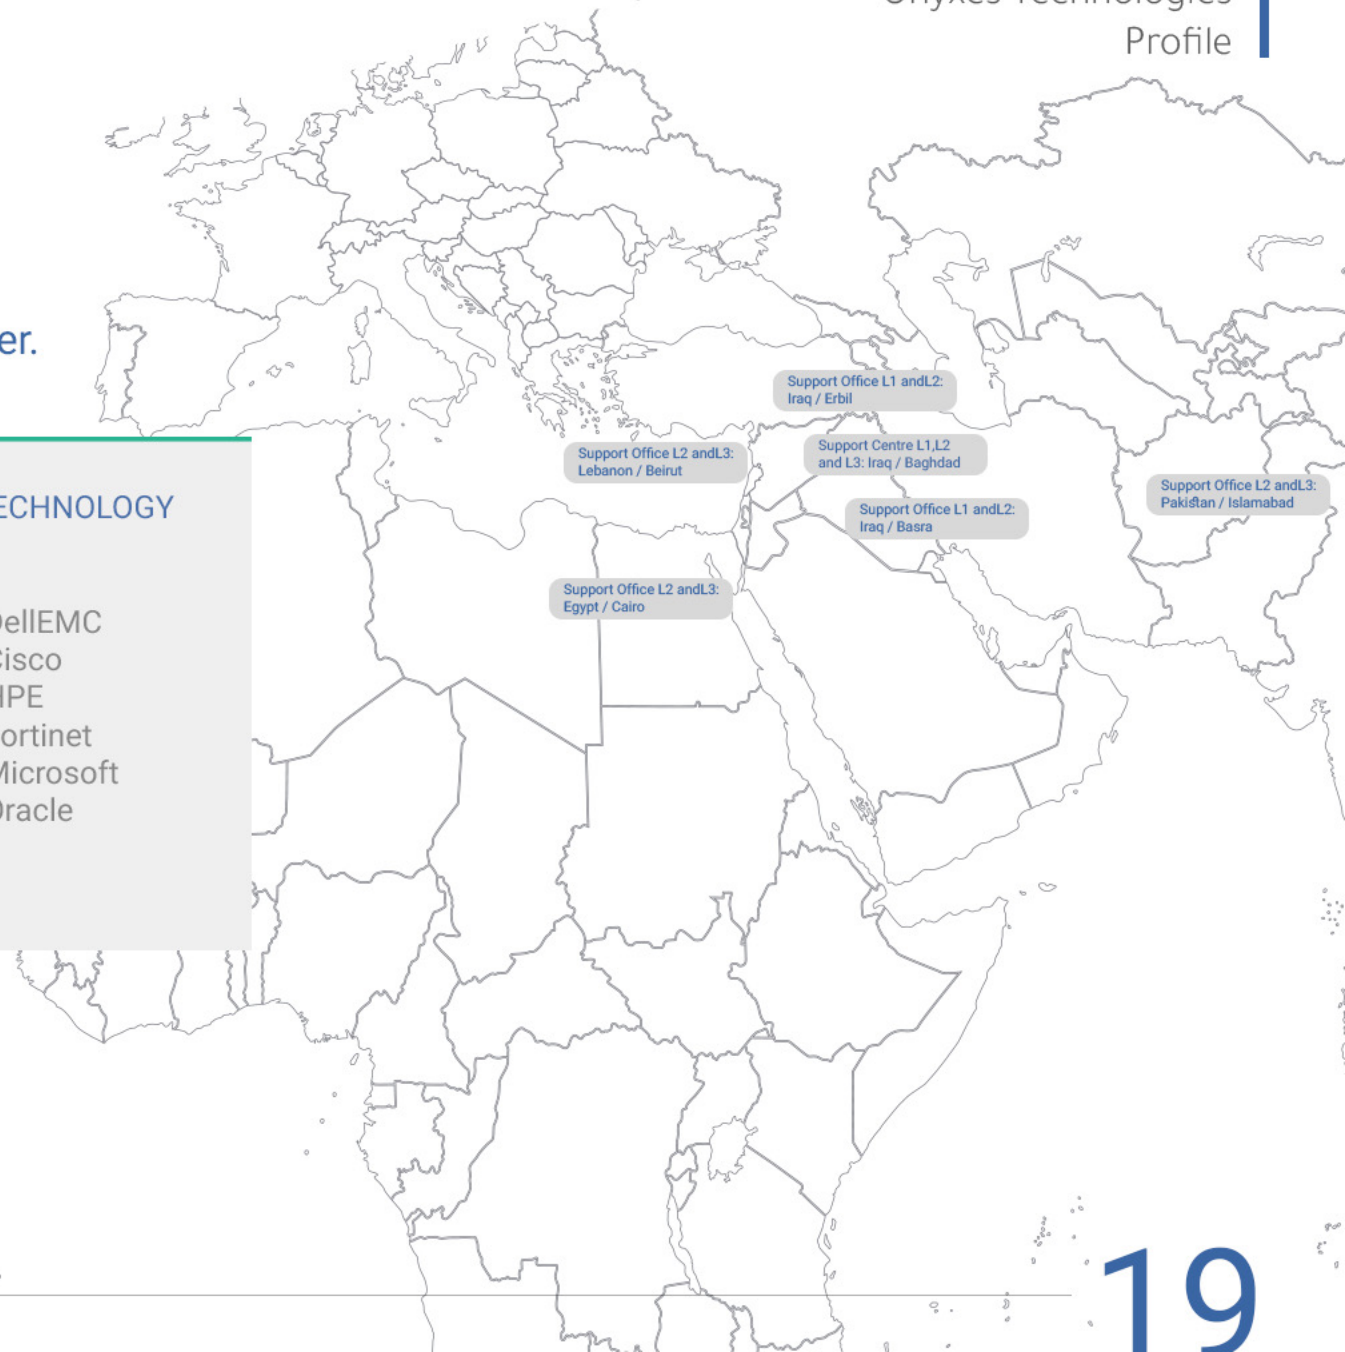 Technologies
Profile
er.
ECHNOLOGY
DellEMC
Cisco
HPE
Fortinet
Microsoft
Oracle
Support Office L1 andL2:
Iraq / Erbil
Support Office L2 andL3:
Lebanon / Beirut
Support Centre L1,L2
and L3: Iraq / Baghdad
Support Office L2 andL3:
Pakistan / Islamabad
Support Office L1 andL2:
Iraq / Basra
Support Office L2 andL3:
Egypt / Cairo
19